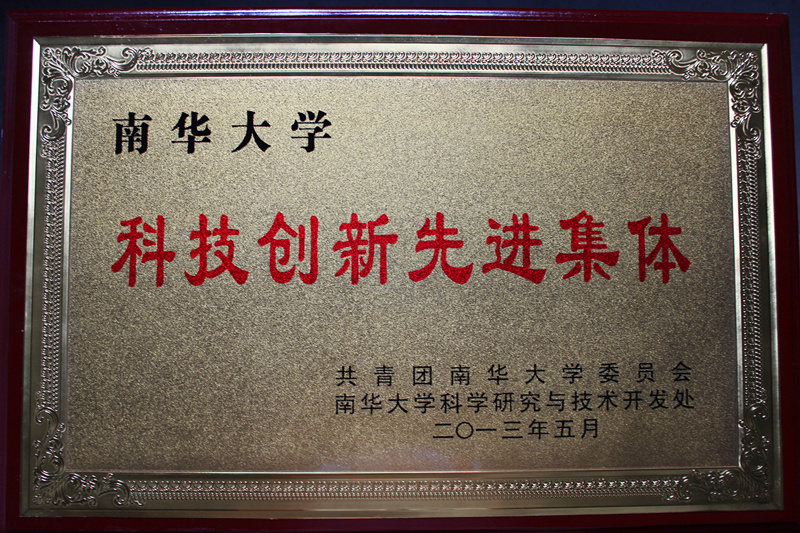 南华大学
科技创新先进集体
共青团南华大学委员会
南华大学科学研究与技术开发处
二〇一三年五月